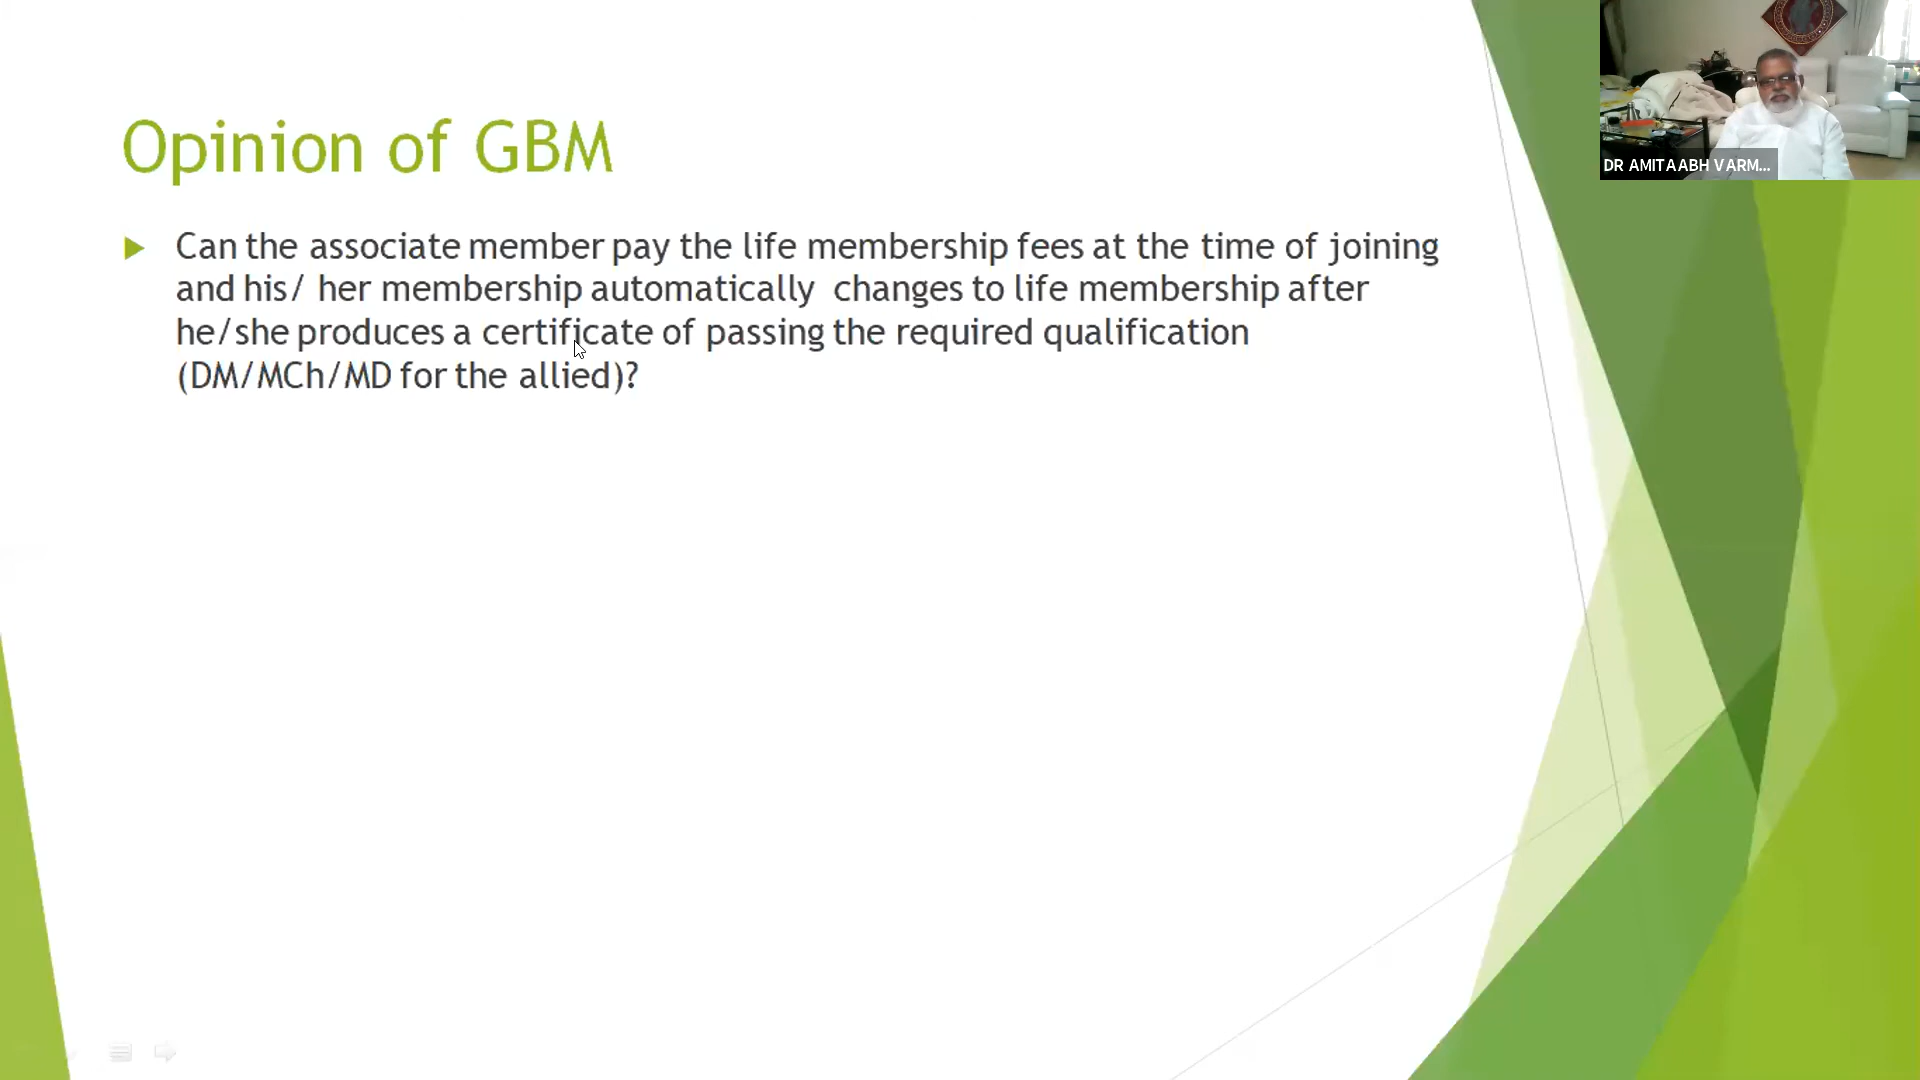 Opinion of GBM
Can the associate member pay the life membership fees at the time of joining
and his/ her membership automatically changes to life membership after
he/she produces a certificate of passing the required qualification
(DM/MCh/MD for the allied)?
DR AMITAABH VARM...